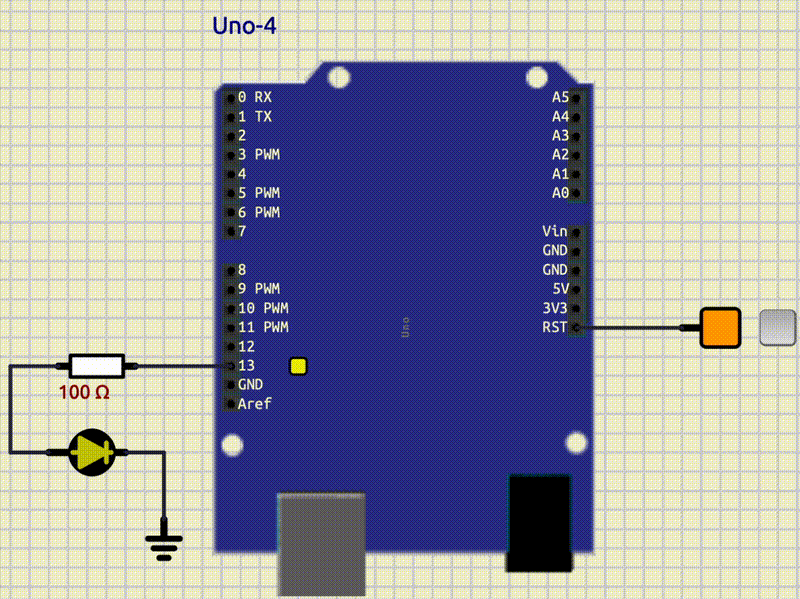 Uno-4
0 RX
1 TX
2
3 PWM
4
5 PWM
6 PWM
7
8
9 PWM
10 PWM
11 PWM
12
13
GND
Aref
A5
A4
A3
A2
A1
A0
Vin
GND
GND
5V
3V3
RST
Uno
100 Ω